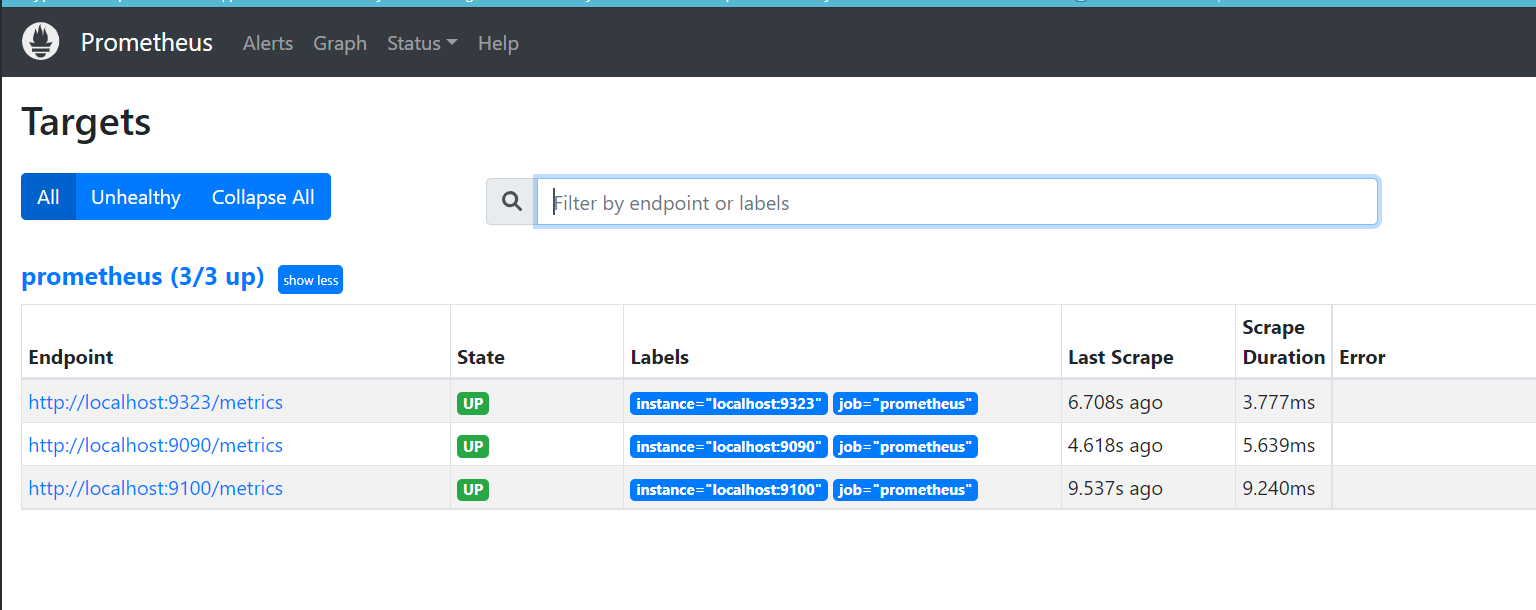 Prometheus Alerts Graph Status Help
Targets
All Unhealthy Collapse All Filter by endpoint or labels
prometheus (3/3 up) show less
Endpoint State Labels Last Scrape Scrape Duration Error
http://localhost:9323/metrics UP instance="localhost:9323" job="prometheus" 6.708s ago 3.777ms
http://localhost:9090/metrics UP instance="localhost:9090" job="prometheus" 4.618s ago 5.639ms
http://localhost:9100/metrics UP instance="localhost:9100" job="prometheus" 9.537s ago 9.240ms